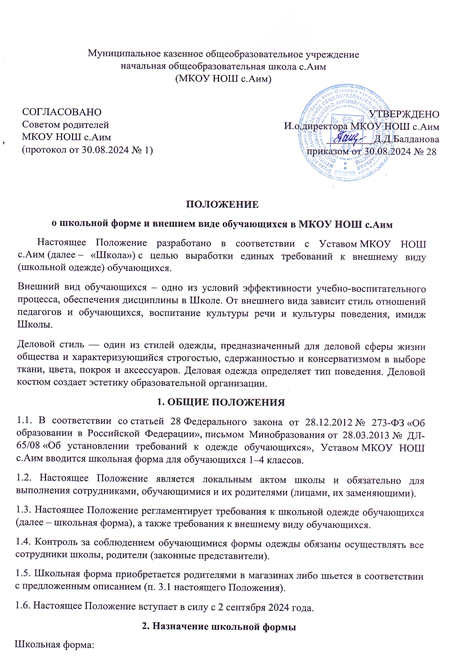 Муниципальное казенное общеобразовательное учреждение
начальная общеобразовательная школа с.Аим
(МКОУ НОШ с.Аим)
СОГЛАСОВАНО
Советом родителей
МКОУ НОШ с.Аим
(протокол от 30.08.2024 № 1)
УТВЕРЖДЕНО
И.о.директора МКОУ НОШ с.Аим
Д.Д.Балданова
приказом от 30.08.2024 № 28
ПОЛОЖЕНИЕ
о школьной форме и внешнем виде обучающихся в МКОУ НОШ с.Аим
Настоящее Положение разработано в соответствии с Уставом МКОУ НОШ
с.Аим (далее – «Школа») с целью выработки единых требований к внешнему виду
(школьной одежде) обучающихся.
Внешний вид обучающихся – одно из условий эффективности учебно-воспитательного
процесса, обеспечения дисциплины в Школе. От внешнего вида зависит стиль отношений
педагогов и обучающихся, воспитание культуры речи и культуры поведения, имидж
Школы.
Деловой стиль — один из стилей одежды, предназначенный для деловой сферы жизни
общества и характеризующийся строгостью, сдержанностью и консерватизмом в выборе
ткани, цвета, покроя и аксессуаров. Деловая одежда определяет тип поведения. Деловой
костюм создает эстетику образовательной организации.
1. ОБЩИЕ ПОЛОЖЕНИЯ
1.1. В соответствии со статьей 28 Федерального закона от 28.12.2012 № 273-ФЗ «Об
образовании в Российской Федерации», письмом Минобразования от 28.03.2013 № ДЛ-
65/08 «Об установлении требований к одежде обучающихся», Уставом МКОУ НОШ
с.Аим вводится школьная форма для обучающихся 1–4 классов.
1.2. Настоящее Положение является локальным актом школы и обязательно для
выполнения сотрудниками, обучающимися и их родителями (лицами, их заменяющими).
1.3. Настоящее Положение регламентирует требования к школьной одежде обучающихся
(далее – школьная форма), а также требования к внешнему виду обучающихся.
1.4. Контроль за соблюдением обучающимися формы одежды обязаны осуществлять все
сотрудники школы, родители (законные представители).
1.5. Школьная форма приобретается родителями в магазинах либо шьется в соответствии
с предложенным описанием (п. 3.1 настоящего Положения).
1.6. Настоящее Положение вступает в силу с 2 сентября 2024 года.
2. Назначение школьной формы
Школьная форма: